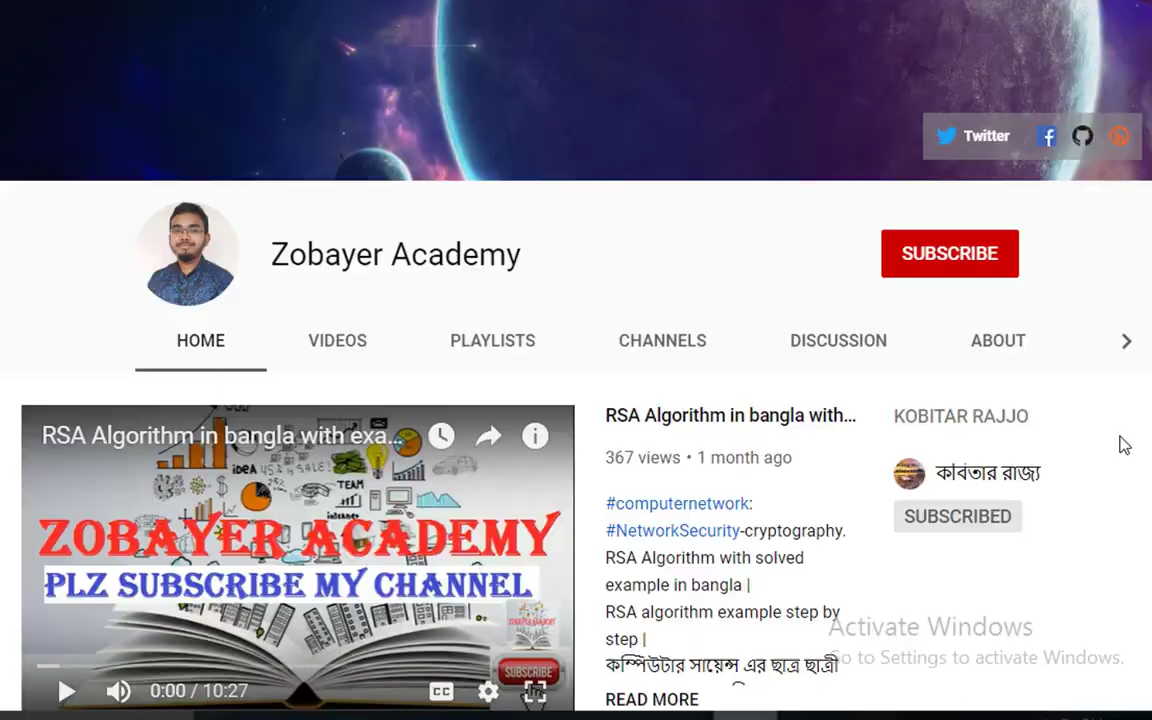 Twitter
Zobayer Academy
SUBSCRIBE
HOME VIDEOS PLAYLISTS CHANNELS DISCUSSION ABOUT
RSA Algorithm in bangla with exa...
IDEA
TEAM
ZOBAYER ACADEMY
PLZ SUBSCRIBE MY CHANNEL
SUBSCRIBE
0:00 / 10:27
CC
RSA Algorithm in bangla with...
367 views • 1 month ago
#computernetwork:
#NetworkSecurity-cryptography.
RSA Algorithm with solved
example in bangla |
RSA algorithm example step by
step |
কম্পিউটার সায়েন্স এর ছাত্র ছাত্রী
READ MORE
KOBITAR RAJJO
কবিতার রাজ্য
SUBSCRIBED
Activate Windows
Go to Settings to activate Windows.